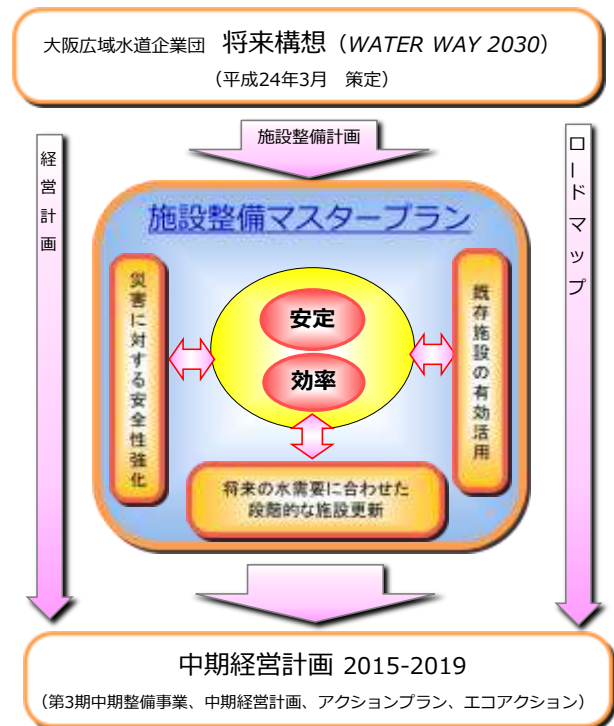 大阪広域水道企業団 将来構想（WATER WAY 2030）
（平成24年3月　策定）
施設整備計画
経営計画
ロードマップ
施設整備マスタープラン
災害に対する安全性強化
安定
効率
既存施設の有効活用
将来の水需要に合わせた
段階的な施設更新
中期経営計画 2015-2019
（第3期中期整備事業、中期経営計画、アクションプラン、エコアクション）